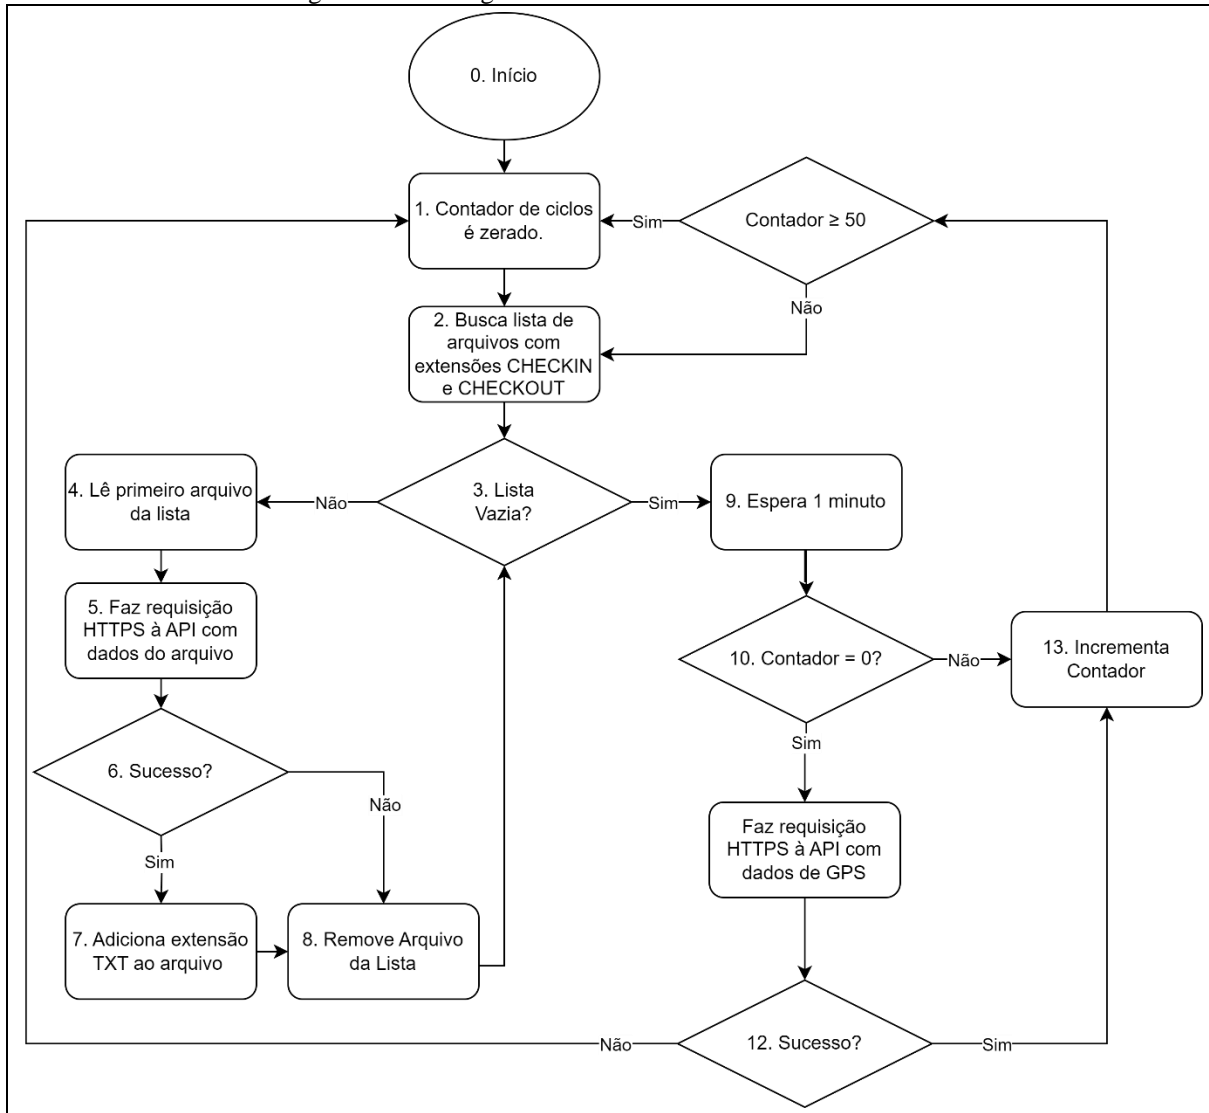 0. Início
1. Contador de ciclos
é zerado.
Sim
Contador ≥ 50
Não
2. Busca lista de
arquivos com
extensões CHECKIN
e CHECKOUT
4. Lê primeiro arquivo
da lista
Não
3. Lista
Vazia?
Sim
9. Espera 1 minuto
5. Faz requisição
HTTPS à API com
dados do arquivo
10. Contador = 0?
Não
13. Incrementa
Contador
Sim
6. Sucesso?
Não
Sim
Faz requisição
HTTPS à API com
dados de GPS
7. Adiciona extensão
TXT ao arquivo
8. Remove Arquivo
da Lista
Não
12. Sucesso?
Sim